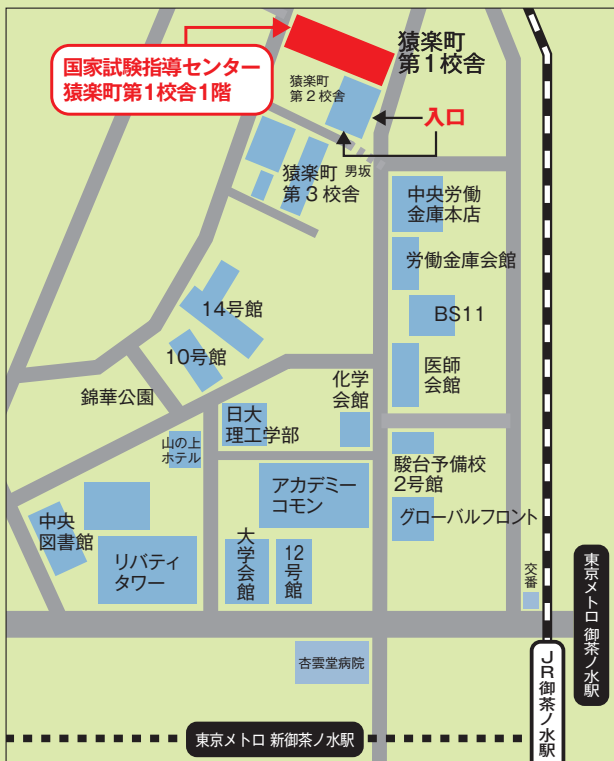 国家試験指導センター
猿楽町第1校舎1階
猿楽町
第1校舎
猿楽町
第2校舎
入口
男坂
猿楽町
第3校舎
中央労働
金庫本店
労働金庫会館
BS11
14号館
10号館
医師
会館
化学
会館
錦華公園
日大
理工学部
山の上
ホテル
駿台予備校
2号館
アカデミー
コモン
グローバルフロント
中央
図書館
リバティ
タワー
大学会館
12号館
交番
東京メトロ 御茶ノ水駅
JR御茶ノ水駅
杏雲堂病院
東京メトロ 新御茶ノ水駅